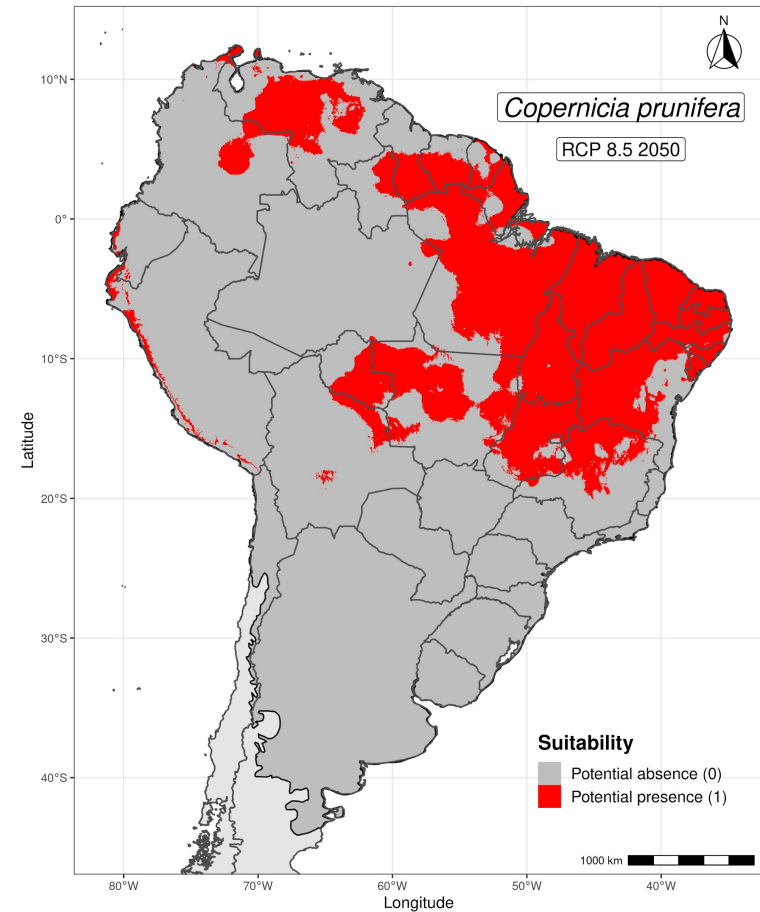 N
Copernicia prunifera
RCP 8.5 2050
10°N
0°
10°S
20°S
30°S
40°S
Latitude
Suitability
Potential absence (0)
Potential presence (1)
1000 km
80°W 70°W 60°W 50°W 40°W
Longitude